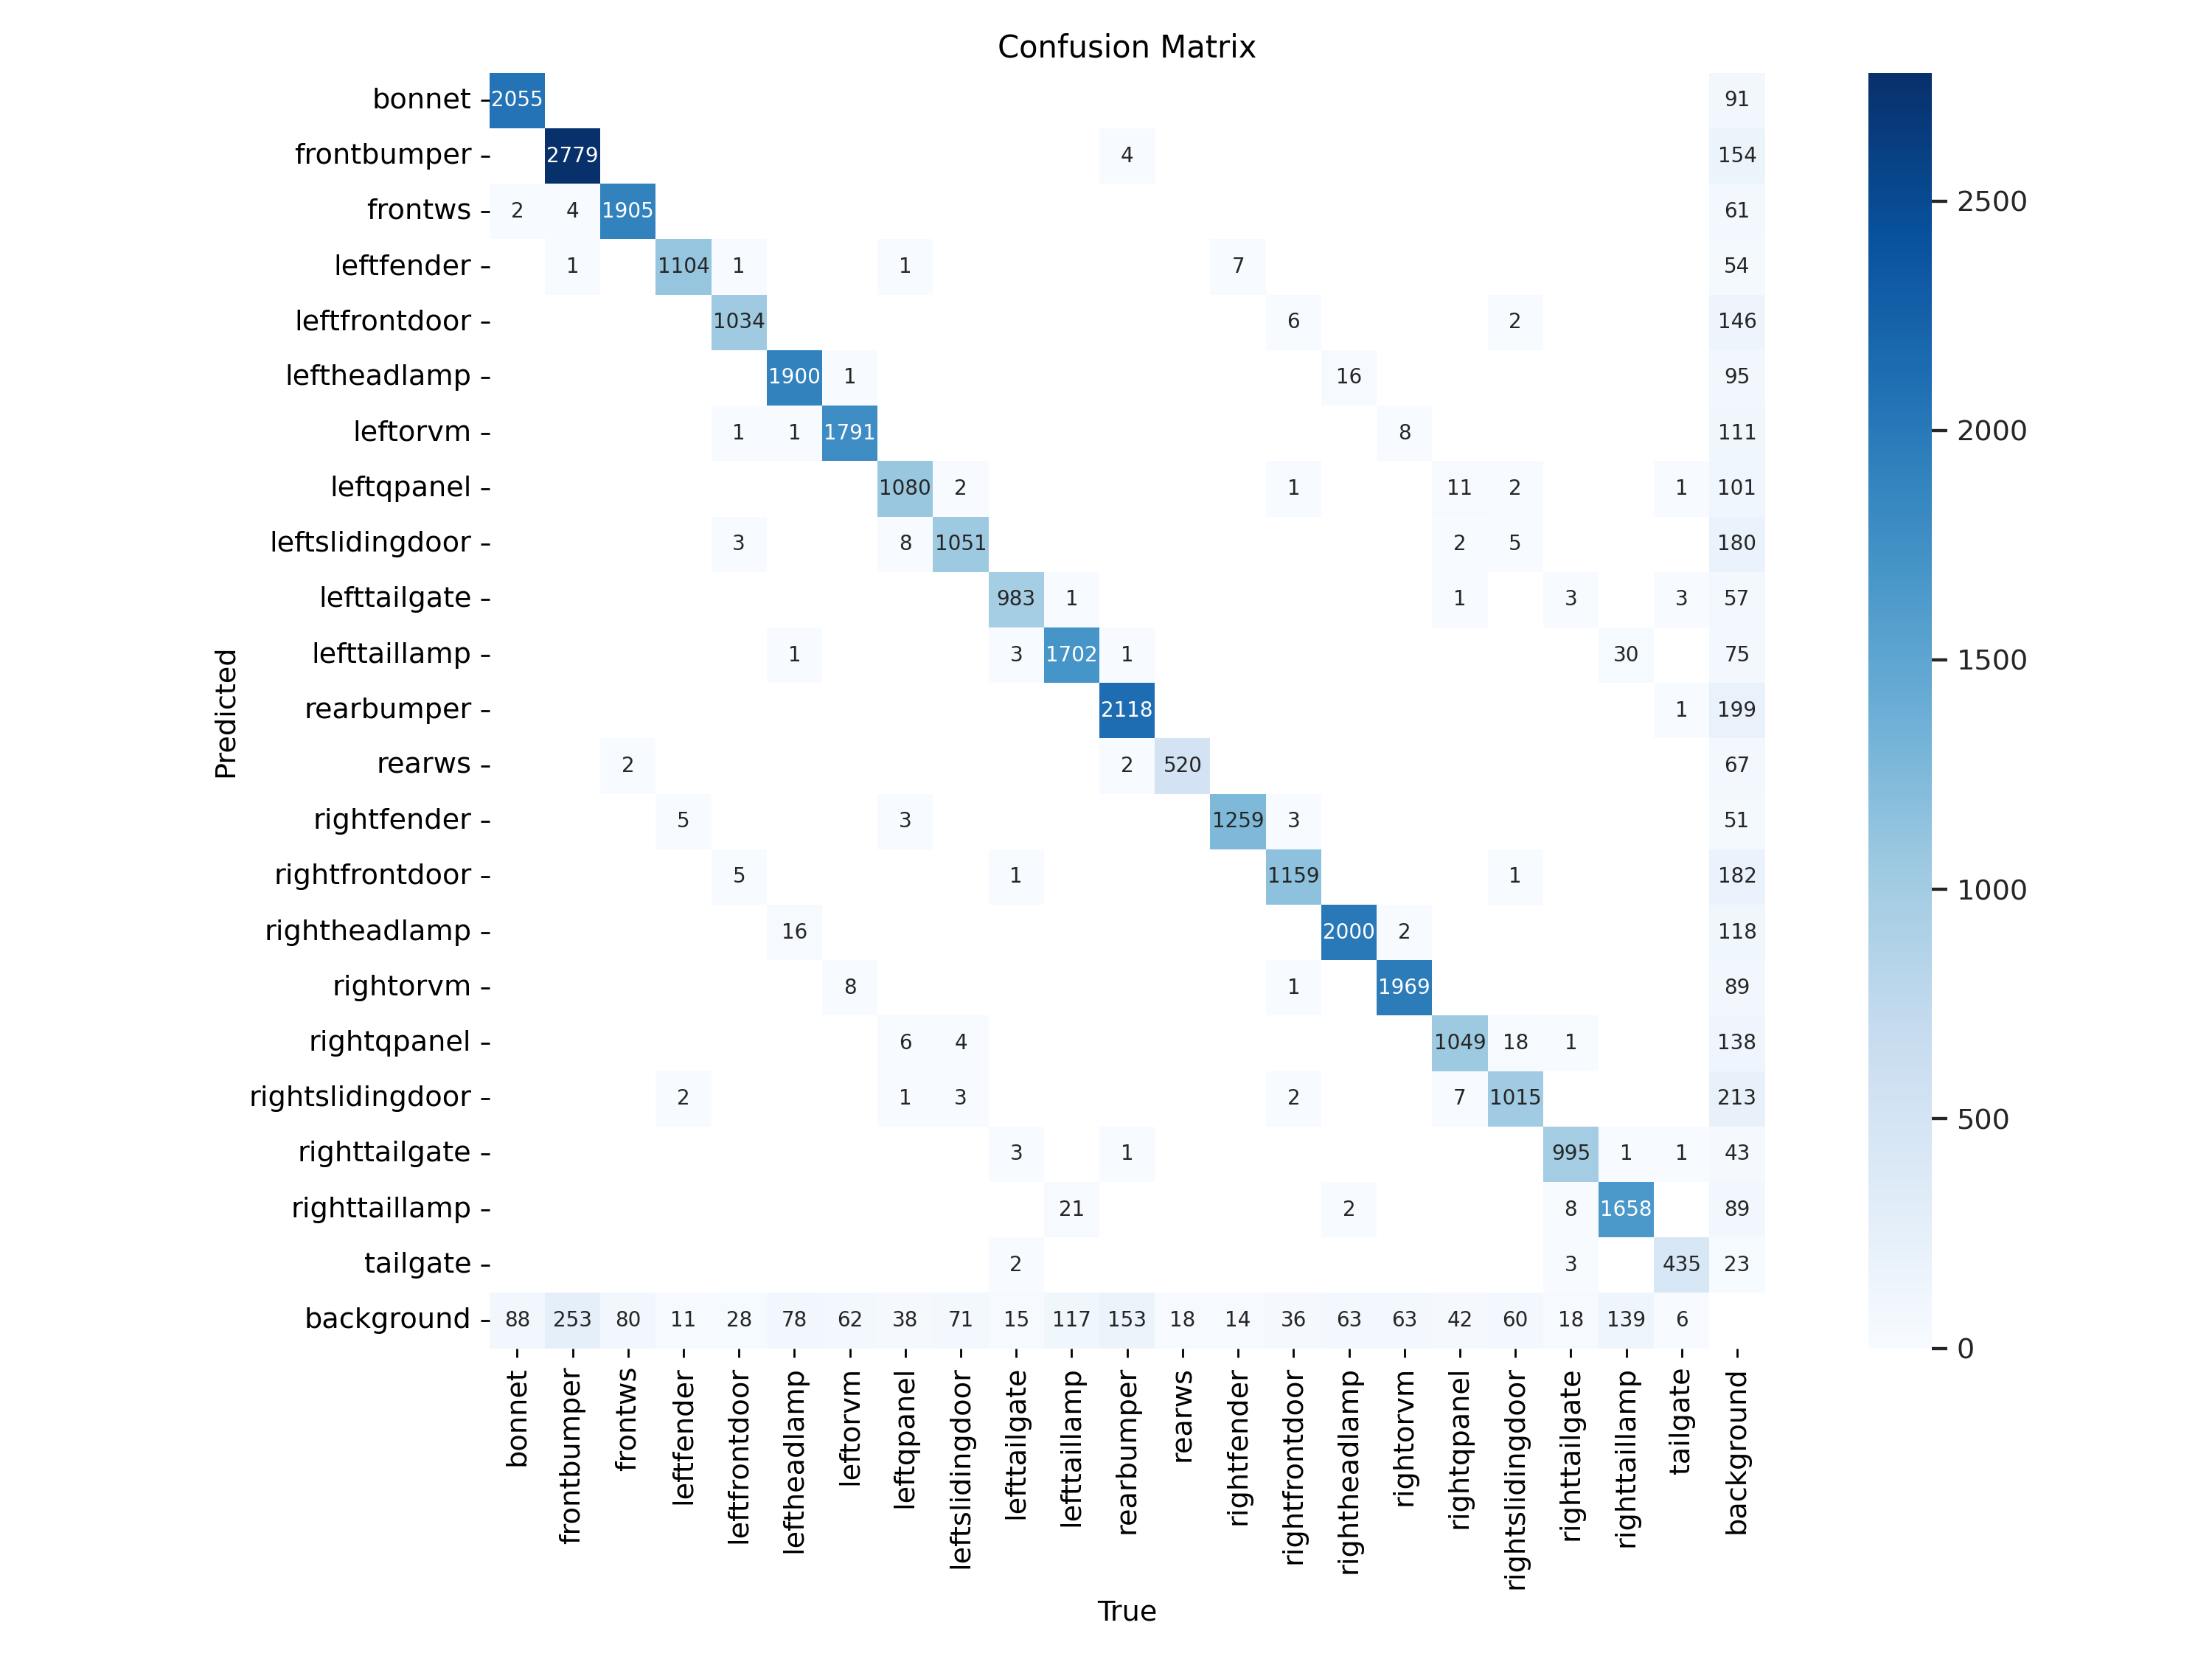 Confusion Matrix
Predicted
bonnet 2055 91
frontbumper 2779 4 154
frontws 2 4 1905 61
leftfender 1 1104 1 1 7 54
leftfrontdoor 1034 6 2 146
leftheadlamp 1900 1 16 95
leftorvm 1 1 1791 8 111
leftqpanel 1080 2 1 11 2 1 101
leftslidingdoor 3 8 1051 2 5 180
lefttailgate 983 1 1 3 3 57
lefttaillamp 1 3 1702 1 30 75
rearbumper 2118 1 199
rearws 2 2 520 67
rightfender 5 3 1259 3 51
rightfrontdoor 5 1 1159 1 182
rightheadlamp 16 2000 2 118
rightorvm 8 1 1969 89
rightqpanel 6 4 1049 18 1 138
rightslidingdoor 2 1 3 2 7 1015 213
righttailgate 3 1 995 1 1 43
righttaillamp 21 2 8 1658 89
tailgate 2 3 435 23
background 88 253 80 11 28 78 62 38 71 15 117 153 18 14 36 63 63 42 60 18 139 6
bonnet frontbumper frontws leftfender leftfrontdoor leftheadlamp leftorvm leftqpanel leftslidingdoor lefttailgate lefttaillamp rearbumper rearws rightfender rightfrontdoor rightheadlamp rightorvm rightqpanel rightslidingdoor righttailgate righttaillamp tailgate background
True
2500
2000
1500
1000
500
0